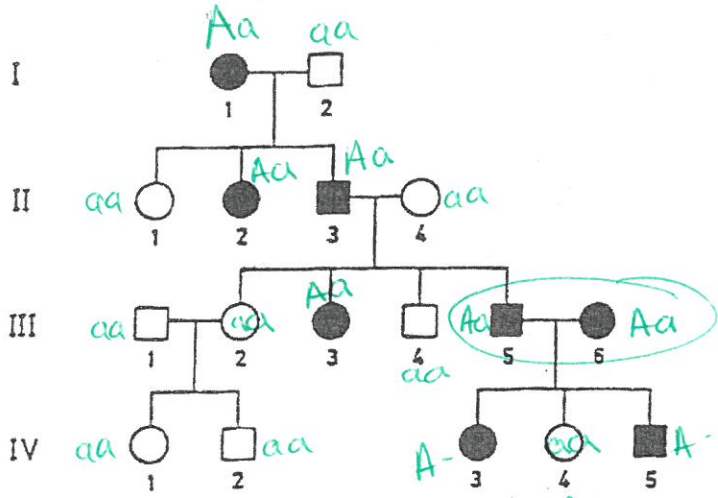 Aa aa
I
1 2
Aa Aa
II aa aa
1 2 3 4
Aa
III aa aa Aa Aa
1 2 3 4 5 6
aa
IV aa aa A- aa A-
1 2 3 4 5